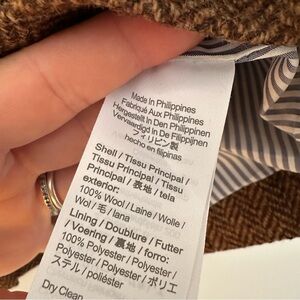 Made In Philippines
Fabriqué Aux Philippines
Hergestellt In Den Philippinen
Vervaardigd In De Filippijnen
フィリピン製
hecho en filipinas
Shell / Tissu Principal /
Tissu Principal / Tissu
Principal / 表地 / tela
exterior:
100% Wool / Laine / Wolle /
Wol / 毛 / lana
Lining / Doublure / Futter
/ Voering / 裏地 / forro:
100% Polyester / Polyester /
Polyester / Polyester / ポリエ
ステル / poliéster
Dry Clean